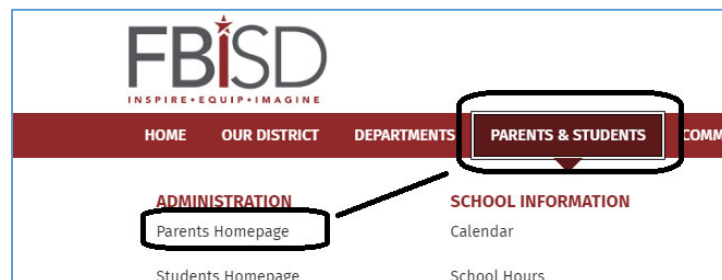 FBISD
INSPIRE•EQUIP•IMAGINE
HOME OUR DISTRICT DEPARTMENTS PARENTS & STUDENTS COMM
ADMINISTRATION SCHOOL INFORMATION
Parents Homepage Calendar
Students Homepage School Hours